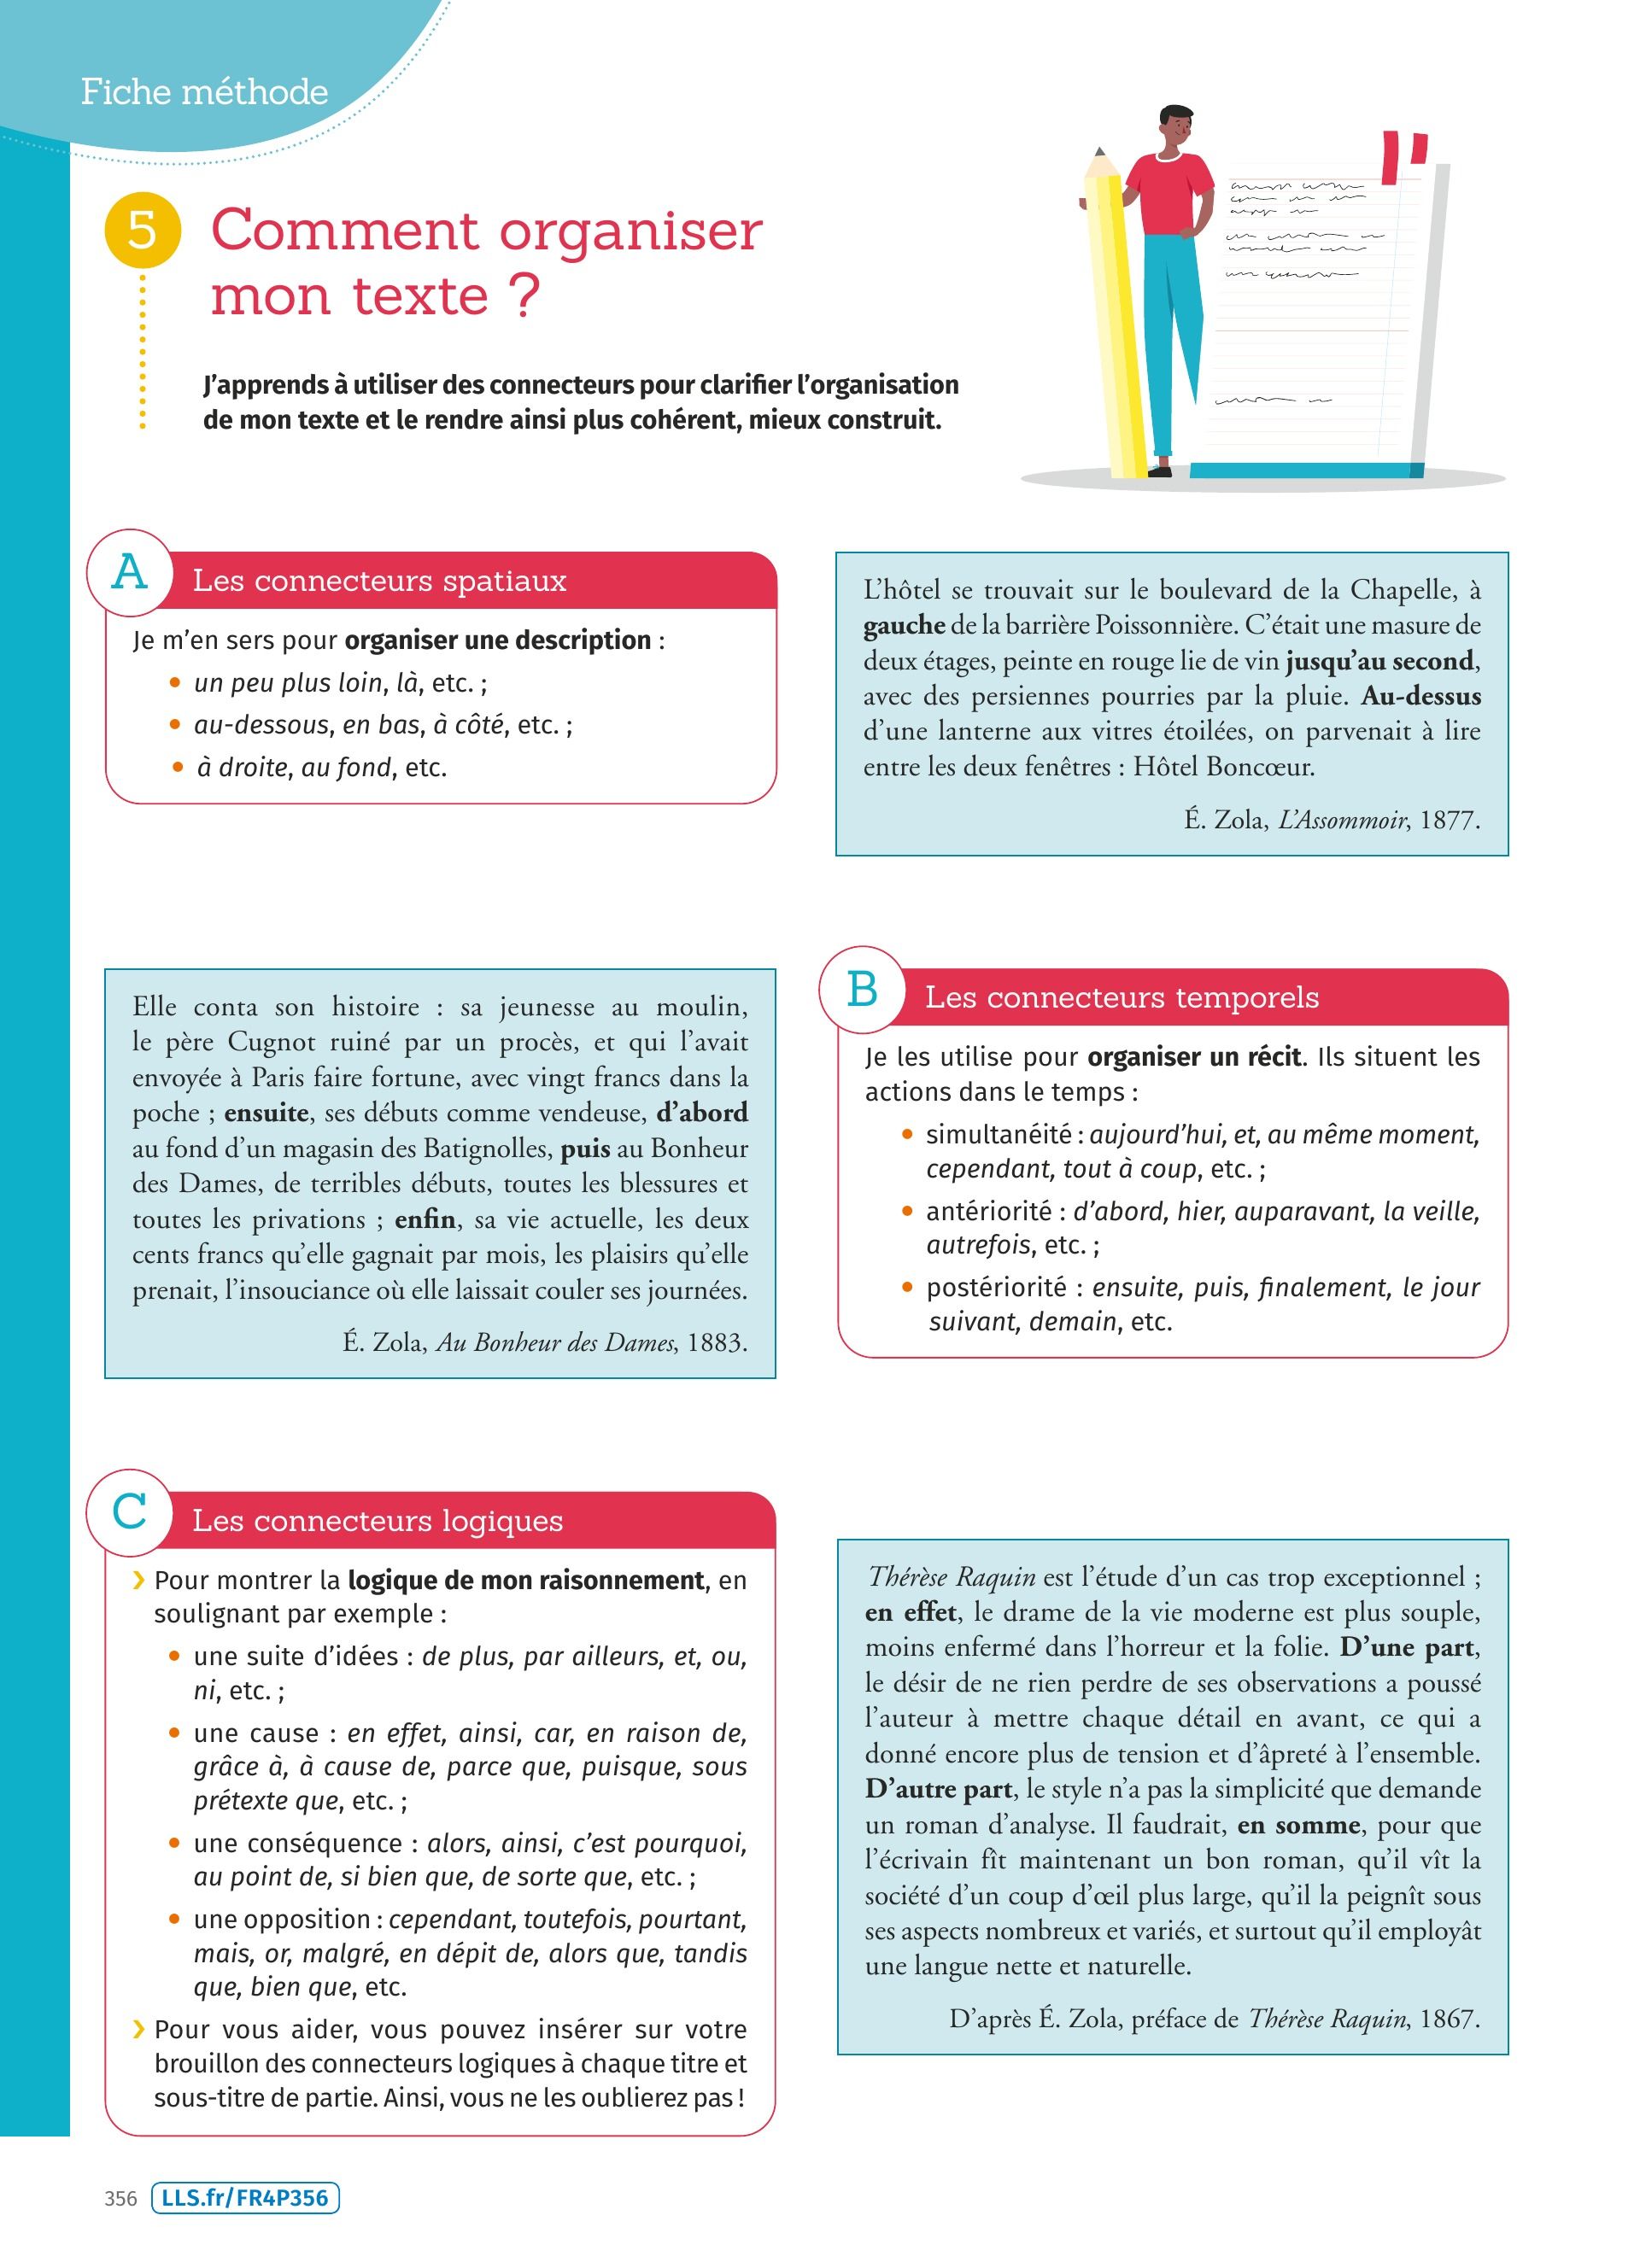 Fiche méthode
5
Comment organiser
mon texte ?
J’apprends à utiliser des connecteurs pour clarifier l’organisation
de mon texte et le rendre ainsi plus cohérent, mieux construit.
A
Les connecteurs spatiaux
Je m’en sers pour organiser une description :
• un peu plus loin, là, etc. ;
• au-dessous, en bas, à côté, etc. ;
• à droite, au fond, etc.
L’hôtel se trouvait sur le boulevard de la Chapelle, à
gauche de la barrière Poissonnière. C’était une masure de
deux étages, peinte en rouge lie de vin jusqu’au second,
avec des persiennes pourries par la pluie. Au-dessus
d’une lanterne aux vitres étoilées, on parvenait à lire
entre les deux fenêtres : Hôtel Boncœur.
É. Zola, L’Assommoir, 1877.
Elle conta son histoire : sa jeunesse au moulin,
le père Cugnot ruiné par un procès, et qui l’avait
envoyée à Paris faire fortune, avec vingt francs dans la
poche ; ensuite, ses débuts comme vendeuse, d’abord
au fond d’un magasin des Batignolles, puis au Bonheur
des Dames, de terribles débuts, toutes les blessures et
toutes les privations ; enfin, sa vie actuelle, les deux
cents francs qu’elle gagnait par mois, les plaisirs qu’elle
prenait, l’insouciance où elle laissait couler ses journées.
É. Zola, Au Bonheur des Dames, 1883.
B
Les connecteurs temporels
Je les utilise pour organiser un récit. Ils situent les
actions dans le temps :
• simultanéité : aujourd’hui, et, au même moment,
cependant, tout à coup, etc. ;
• antériorité : d’abord, hier, auparavant, la veille,
autrefois, etc. ;
• postériorité : ensuite, puis, finalement, le jour
suivant, demain, etc.
C
Les connecteurs logiques
› Pour montrer la logique de mon raisonnement, en
soulignant par exemple :
• une suite d’idées : de plus, par ailleurs, et, ou,
ni, etc. ;
• une cause : en effet, ainsi, car, en raison de,
grâce à, à cause de, parce que, puisque, sous
prétexte que, etc. ;
• une conséquence : alors, ainsi, c’est pourquoi,
au point de, si bien que, de sorte que, etc. ;
• une opposition : cependant, toutefois, pourtant,
mais, or, malgré, en dépit de, alors que, tandis
que, bien que, etc.
› Pour vous aider, vous pouvez insérer sur votre
brouillon des connecteurs logiques à chaque titre et
sous-titre de partie. Ainsi, vous ne les oublierez pas !
Thérèse Raquin est l’étude d’un cas trop exceptionnel ;
en effet, le drame de la vie moderne est plus souple,
moins enfermé dans l’horreur et la folie. D’une part,
le désir de ne rien perdre de ses observations a poussé
l’auteur à mettre chaque détail en avant, ce qui a
donné encore plus de tension et d’âpreté à l’ensemble.
D’autre part, le style n’a pas la simplicité que demande
un roman d’analyse. Il faudrait, en somme, pour que
l’écrivain fît maintenant un bon roman, qu’il vît la
société d’un coup d’œil plus large, qu’il la peignît sous
ses aspects nombreux et variés, et surtout qu’il employât
une langue nette et naturelle.
D’après É. Zola, préface de Thérèse Raquin, 1867.
356 LLS.fr/FR4P356